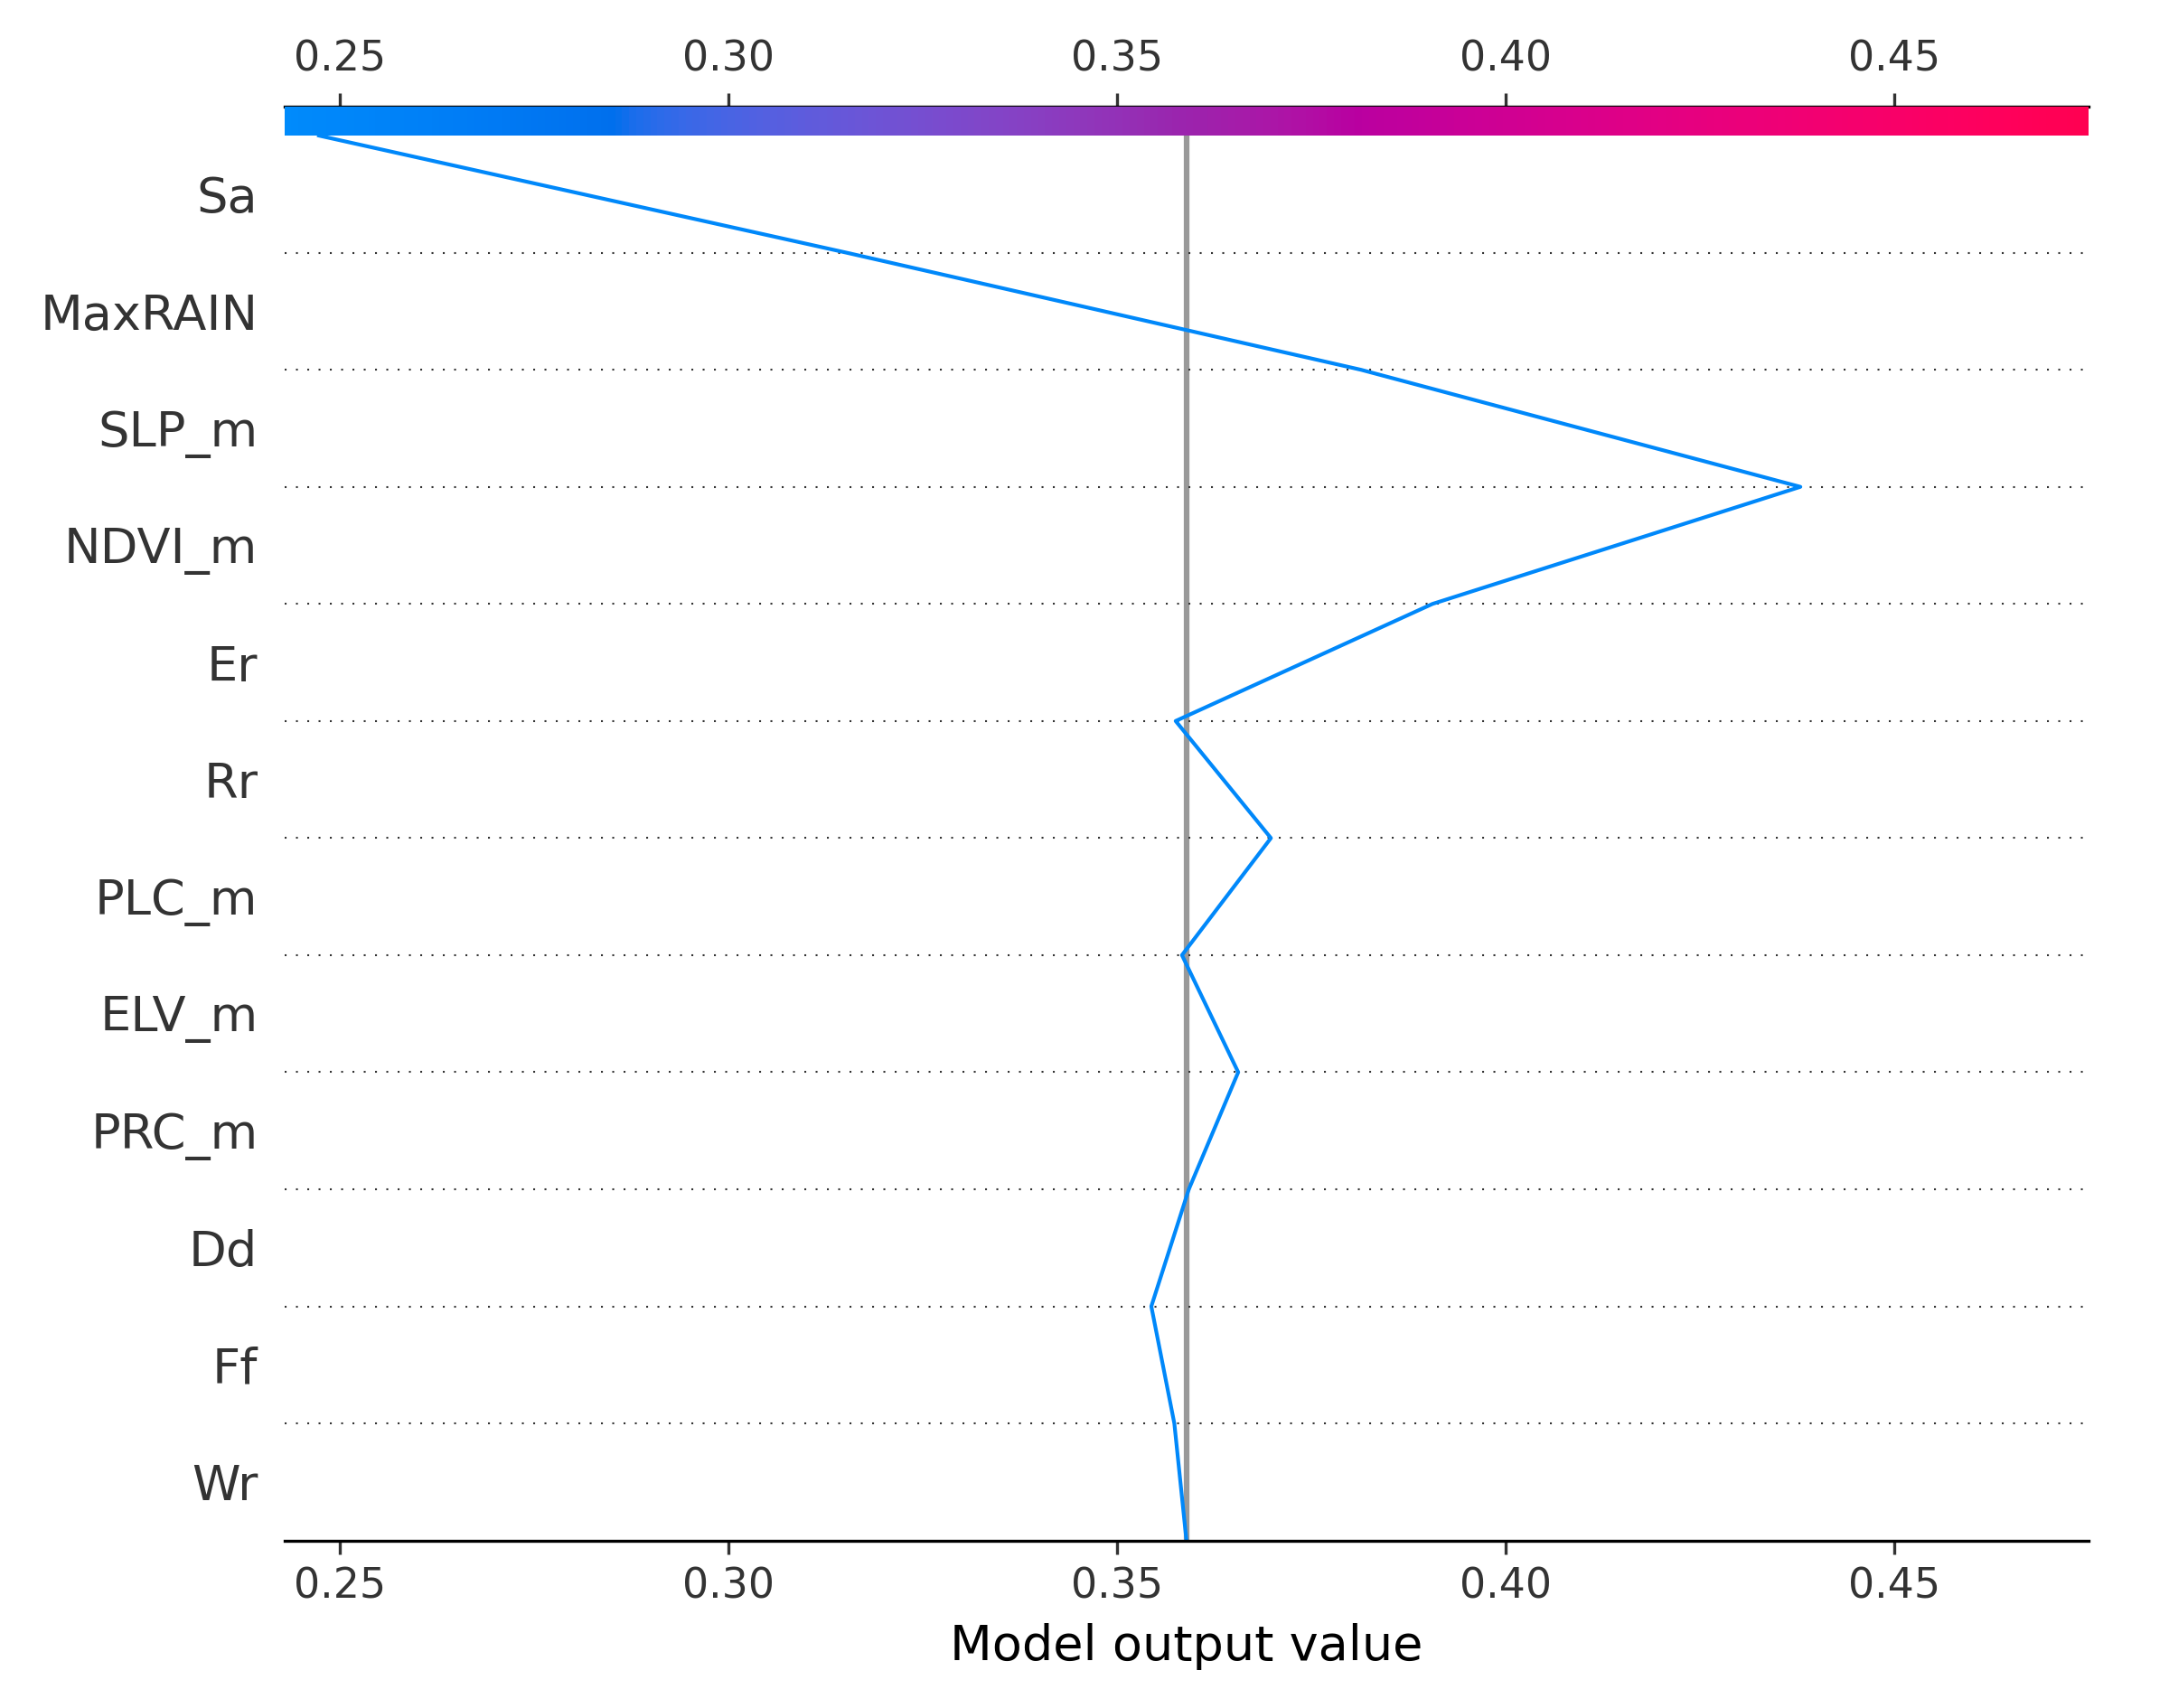 0.25 0.30 0.35 0.40 0.45
Sa
MaxRAIN
SLP_m
NDVI_m
Er
Rr
PLC_m
ELV_m
PRC_m
Dd
Ff
Wr
0.25 0.30 0.35 0.40 0.45
Model output value